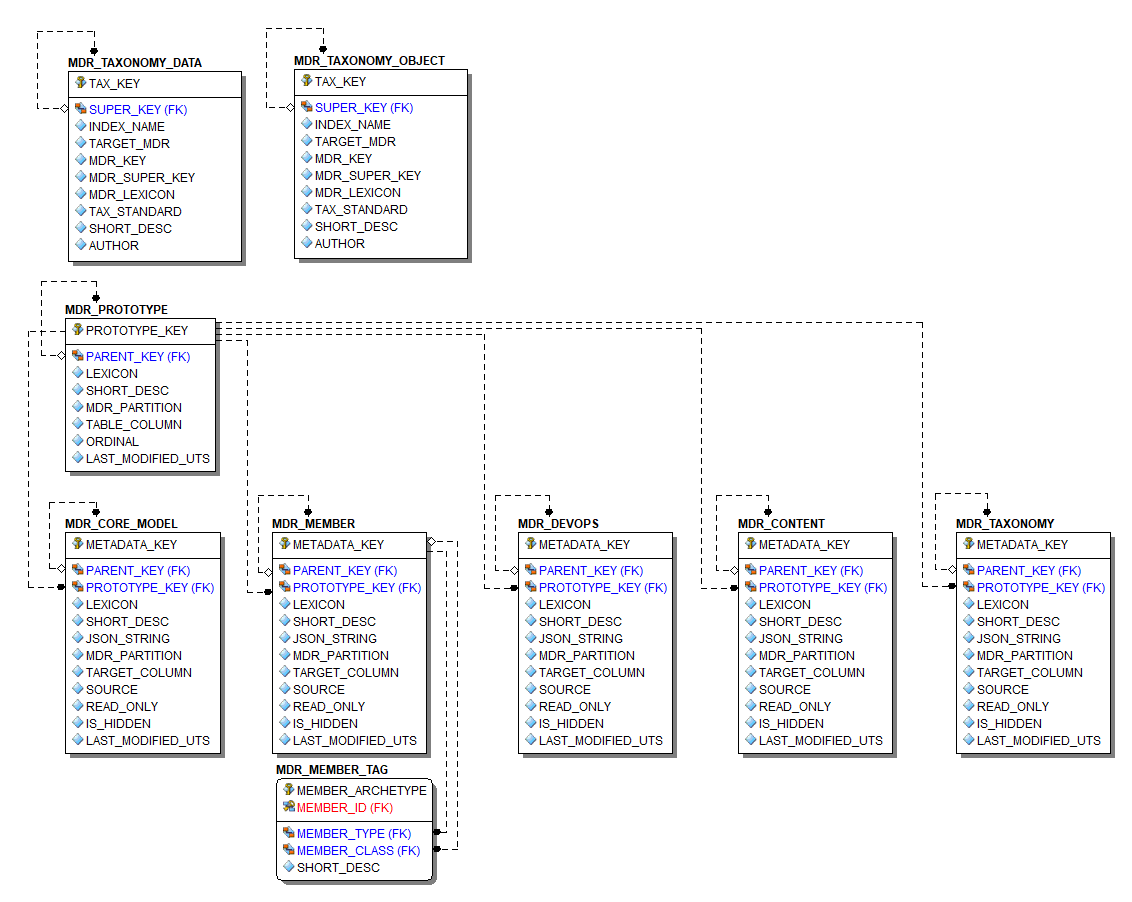 MDR_TAXONOMY_DATA
TAX_KEY
SUPER_KEY (FK)
INDEX_NAME
TARGET_MDR
MDR_KEY
MDR_SUPER_KEY
MDR_LEXICON
TAX_STANDARD
SHORT_DESC
AUTHOR
MDR_TAXONOMY_OBJECT
TAX_KEY
SUPER_KEY (FK)
INDEX_NAME
TARGET_MDR
MDR_KEY
MDR_SUPER_KEY
MDR_LEXICON
TAX_STANDARD
SHORT_DESC
AUTHOR
MDR_PROTOTYPE
PROTOTYPE_KEY
PARENT_KEY (FK)
LEXICON
SHORT_DESC
MDR_PARTITION
TABLE_COLUMN
ORDINAL
LAST_MODIFIED_UTS
MDR_CORE_MODEL
METADATA_KEY
PARENT_KEY (FK)
PROTOTYPE_KEY (FK)
LEXICON
SHORT_DESC
JSON_STRING
MDR_PARTITION
TARGET_COLUMN
SOURCE
READ_ONLY
IS_HIDDEN
LAST_MODIFIED_UTS
MDR_MEMBER
METADATA_KEY
PARENT_KEY (FK)
PROTOTYPE_KEY (FK)
LEXICON
SHORT_DESC
JSON_STRING
MDR_PARTITION
TARGET_COLUMN
SOURCE
READ_ONLY
IS_HIDDEN
LAST_MODIFIED_UTS
MDR_DEVOPS
METADATA_KEY
PARENT_KEY (FK)
PROTOTYPE_KEY (FK)
LEXICON
SHORT_DESC
JSON_STRING
MDR_PARTITION
TARGET_COLUMN
SOURCE
READ_ONLY
IS_HIDDEN
LAST_MODIFIED_UTS
MDR_CONTENT
METADATA_KEY
PARENT_KEY (FK)
PROTOTYPE_KEY (FK)
LEXICON
SHORT_DESC
JSON_STRING
MDR_PARTITION
TARGET_COLUMN
SOURCE
READ_ONLY
IS_HIDDEN
LAST_MODIFIED_UTS
MDR_TAXONOMY
METADATA_KEY
PARENT_KEY (FK)
PROTOTYPE_KEY (FK)
LEXICON
SHORT_DESC
JSON_STRING
MDR_PARTITION
TARGET_COLUMN
SOURCE
READ_ONLY
IS_HIDDEN
LAST_MODIFIED_UTS
MDR_MEMBER_TAG
MEMBER_ARCHETYPE
MEMBER_ID (FK)
MEMBER_TYPE (FK)
MEMBER_CLASS (FK)
SHORT_DESC